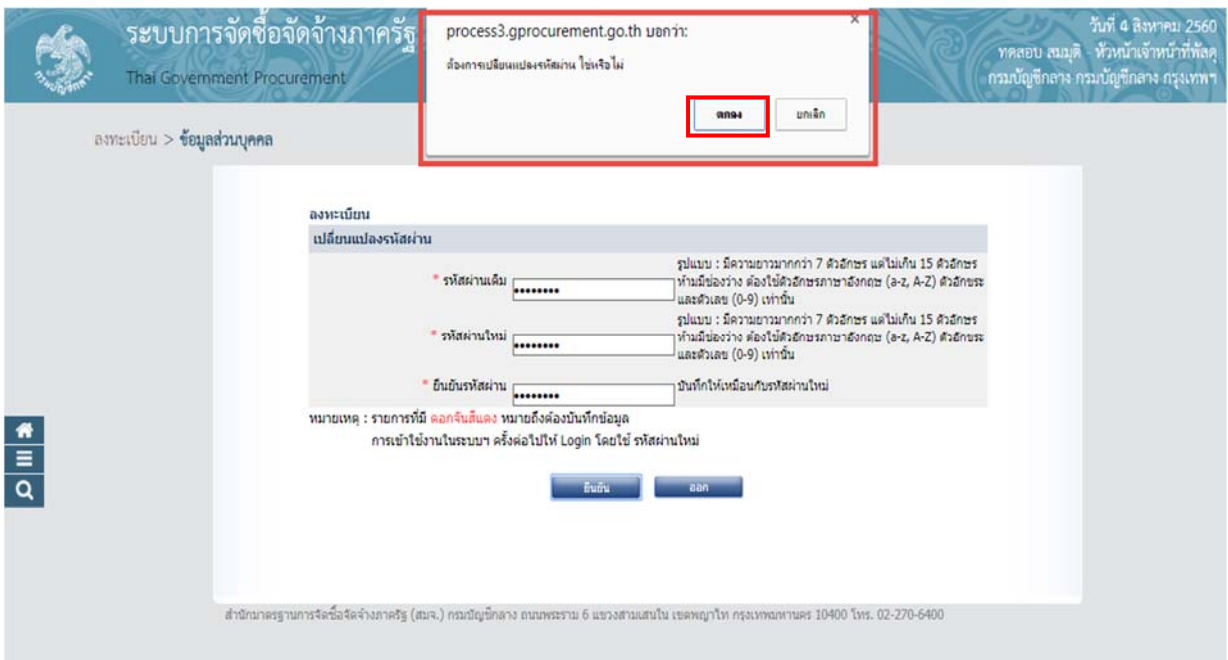 ระบบการจัดซื้อจัดจ้างภาครัฐ
Thai Government Procurement
process3.gprocurement.go.th บอกว่า:
ต้องการเปลี่ยนแปลงรหัสผ่าน ใช่หรือไม่
ตกลง
ยกเลิก
วันที่ 4 สิงหาคม 2560
ทดสอบ สมมุติ - หัวหน้าเจ้าหน้าที่พัสดุ
กรมบัญชีกลาง กรมบัญชีกลาง กรุงเทพฯ
ลงทะเบียน > ข้อมูลส่วนบุคคล
ลงทะเบียน
เปลี่ยนแปลงรหัสผ่าน
* รหัสผ่านเดิม ••••••••
รูปแบบ : มีความยาวมากกว่า 7 ตัวอักษร แต่ไม่เกิน 15 ตัวอักษร
ห้ามมีช่องว่าง ต้องใช้ตัวอักษรภาษาอังกฤษ (a-z, A-Z) ตัวอักขระ
และตัวเลข (0-9) เท่านั้น
* รหัสผ่านใหม่ ••••••••
รูปแบบ : มีความยาวมากกว่า 7 ตัวอักษร แต่ไม่เกิน 15 ตัวอักษร
ห้ามมีช่องว่าง ต้องใช้ตัวอักษรภาษาอังกฤษ (a-z, A-Z) ตัวอักขระ
และตัวเลข (0-9) เท่านั้น
* ยืนยันรหัสผ่าน ••••••••
บันทึกให้เหมือนกับรหัสผ่านใหม่
หมายเหตุ : รายการที่มี ดอกจันสีแดง หมายถึงต้องบันทึกข้อมูล
การเข้าใช้งานในระบบฯ ครั้งต่อไปให้ Login โดยใช้ รหัสผ่านใหม่
ยืนยัน
ออก
สำนักมาตรฐานการจัดซื้อจัดจ้างภาครัฐ (สมจ.) กรมบัญชีกลาง ถนนพระราม 6 แขวงสามเสนใน เขตพญาไท กรุงเทพมหานคร 10400 โทร. 02-270-6400